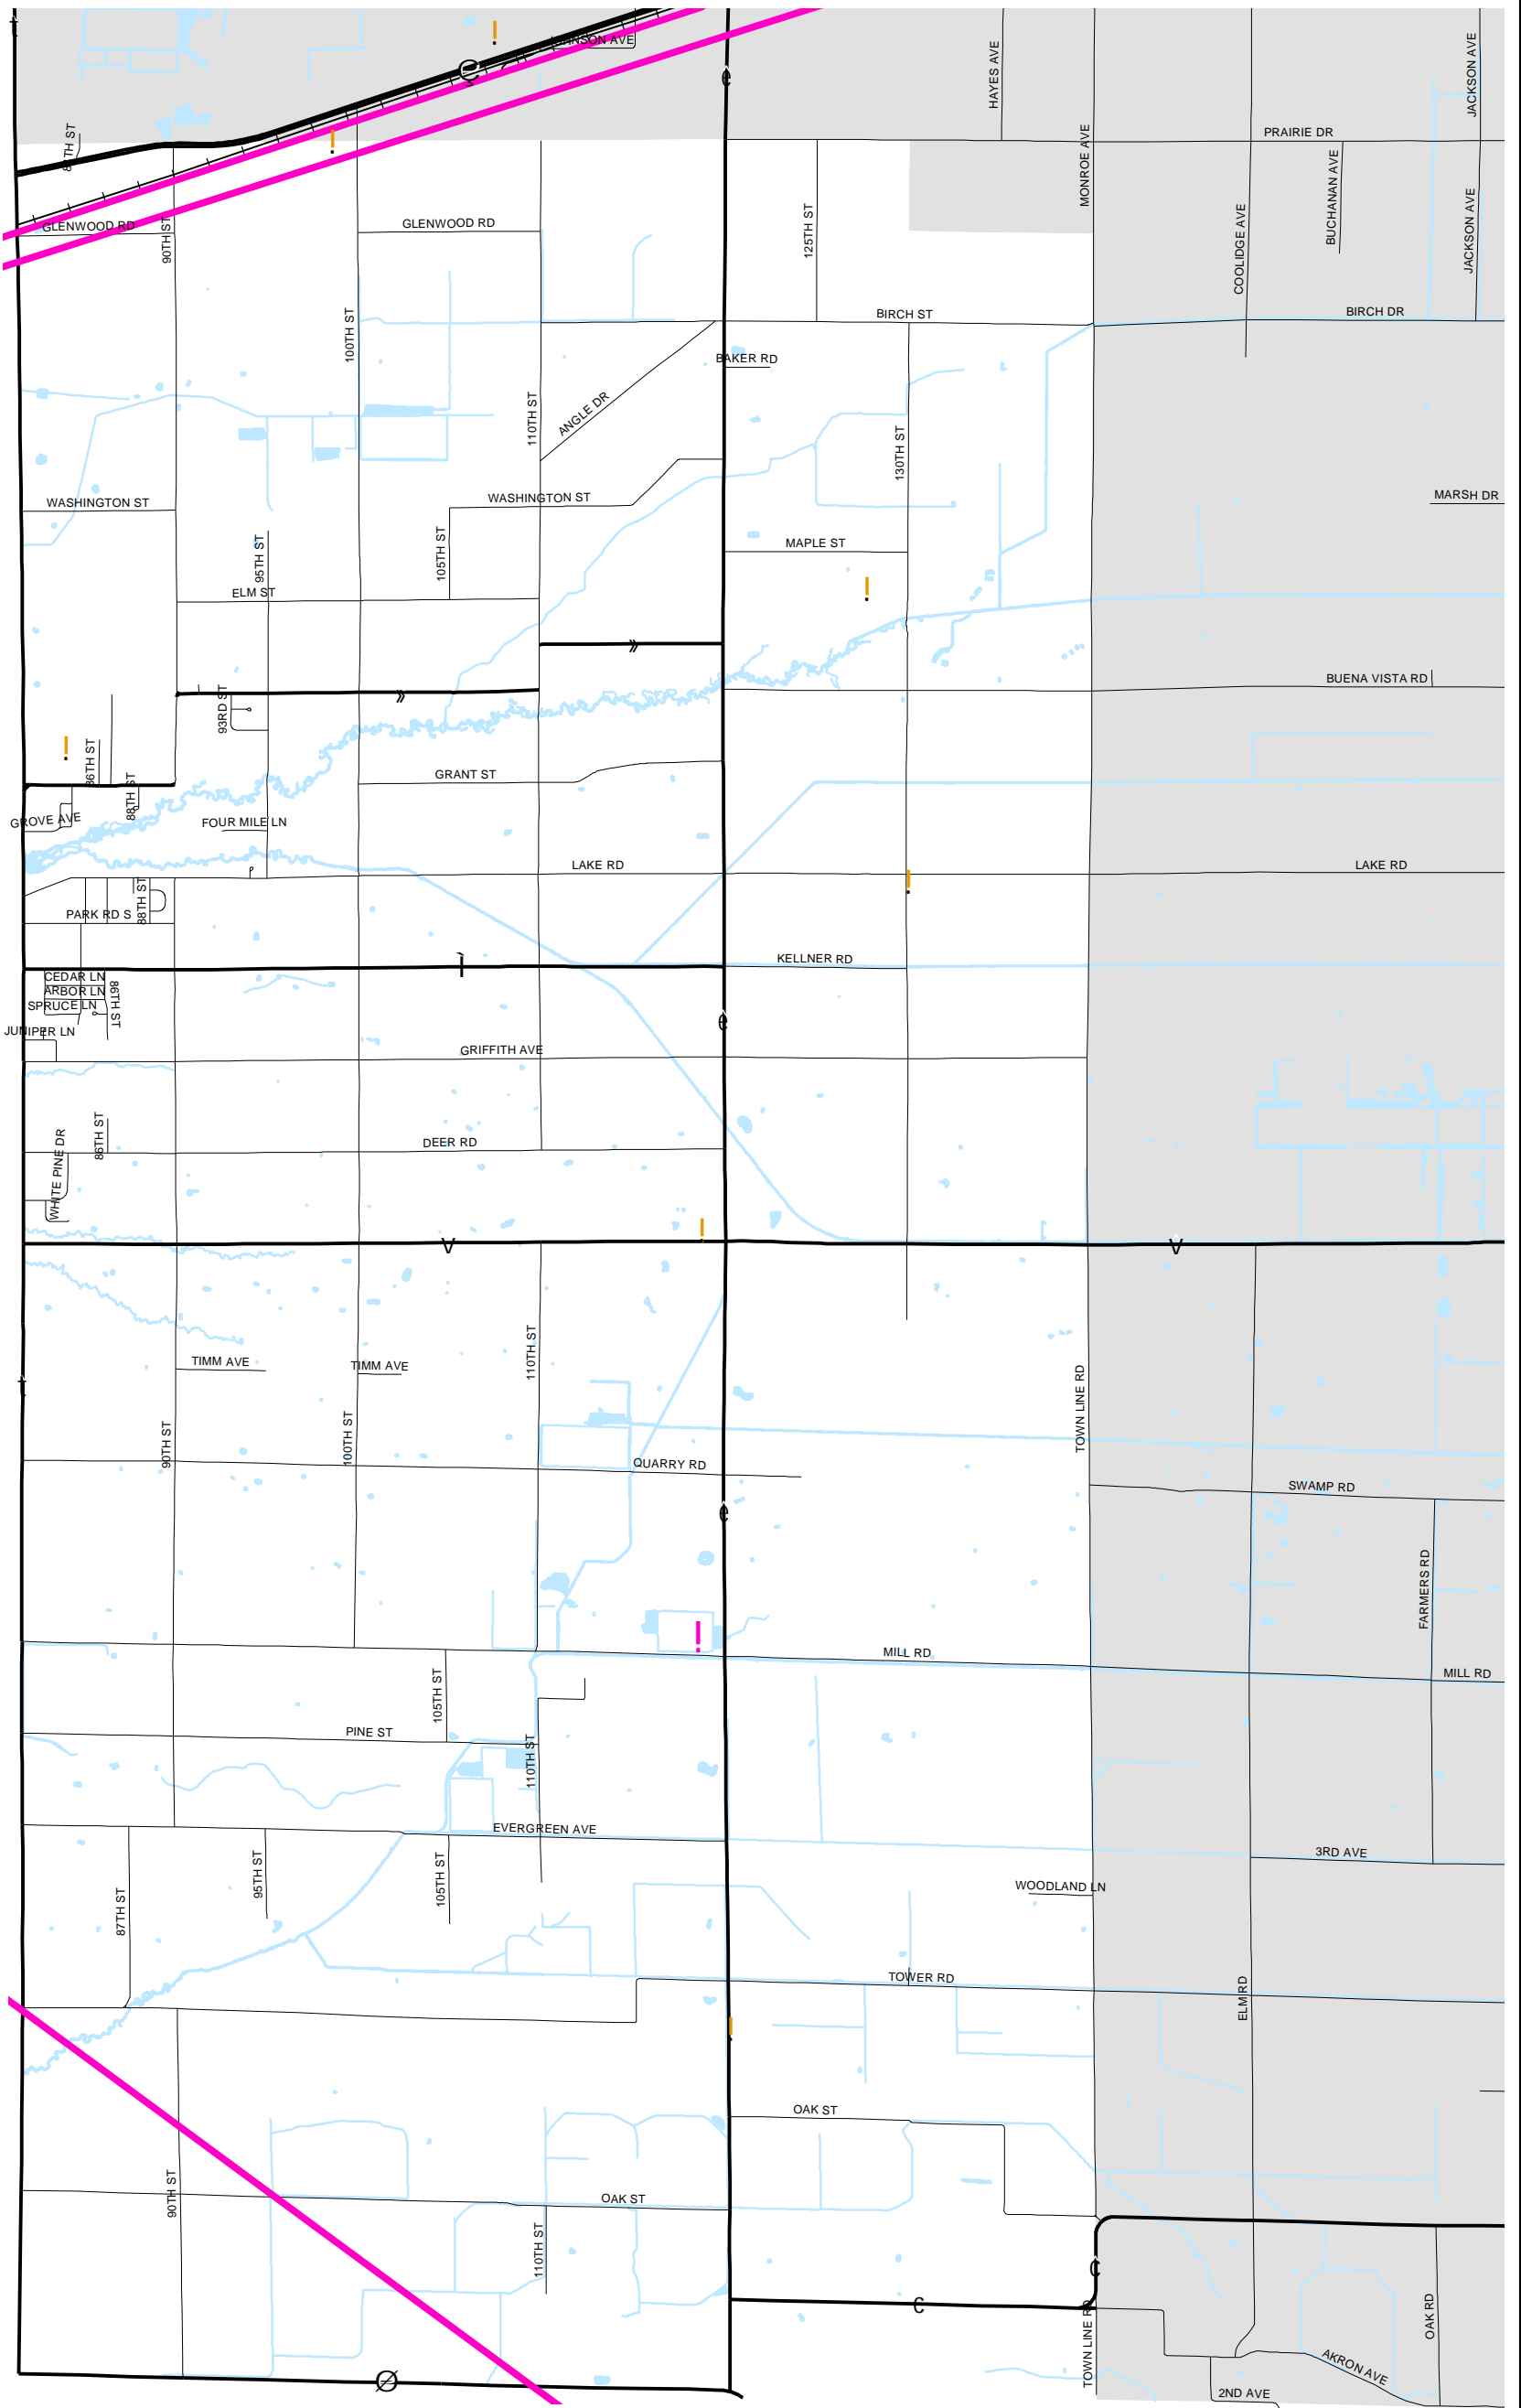 t
!
HANSON AVE
Ç
e
HAYES AVE
JACKSON AVE
MONROE AVE
PRAIRIE DR
!
BUCHANAN AVE
GLENWOOD RD
90TH ST
GLENWOOD RD
125TH ST
COOLIDGE AVE
JACKSON AVE
100TH ST
BIRCH ST
BIRCH DR
BAKER RD
110TH ST
ANGLE DR
130TH ST
WASHINGTON ST
WASHINGTON ST
MARSH DR
95TH ST
105TH ST
MAPLE ST
ELM ST
!
»
BUENA VISTA RD
93RD ST
»
!
86TH ST
GRANT ST
88TH ST
GROVE AVE
FOUR MILE LN
LAKE RD
LAKE RD
!
88TH ST
PARK RD S
KELLNER RD
Ì
CEDAR LN
ARBOR LN
86TH ST
SPRUCE LN
JUNIPER LN
e
GRIFFITH AVE
86TH ST
DEER RD
WHITE PINE DR
!
V
V
110TH ST
TIMM AVE
TIMM AVE
t
TOWN LINE RD
90TH ST
100TH ST
QUARRY RD
SWAMP RD
e
FARMERS RD
!
MILL RD
MILL RD
105TH ST
PINE ST
110TH ST
EVERGREEN AVE
3RD AVE
95TH ST
105TH ST
WOODLAND LN
87TH ST
TOWER RD
ELM RD
!
OAK ST
90TH ST
OAK ST
110TH ST
C
C
TOWN LINE RD
OAK RD
AKRON AVE
Ø
2ND AVE